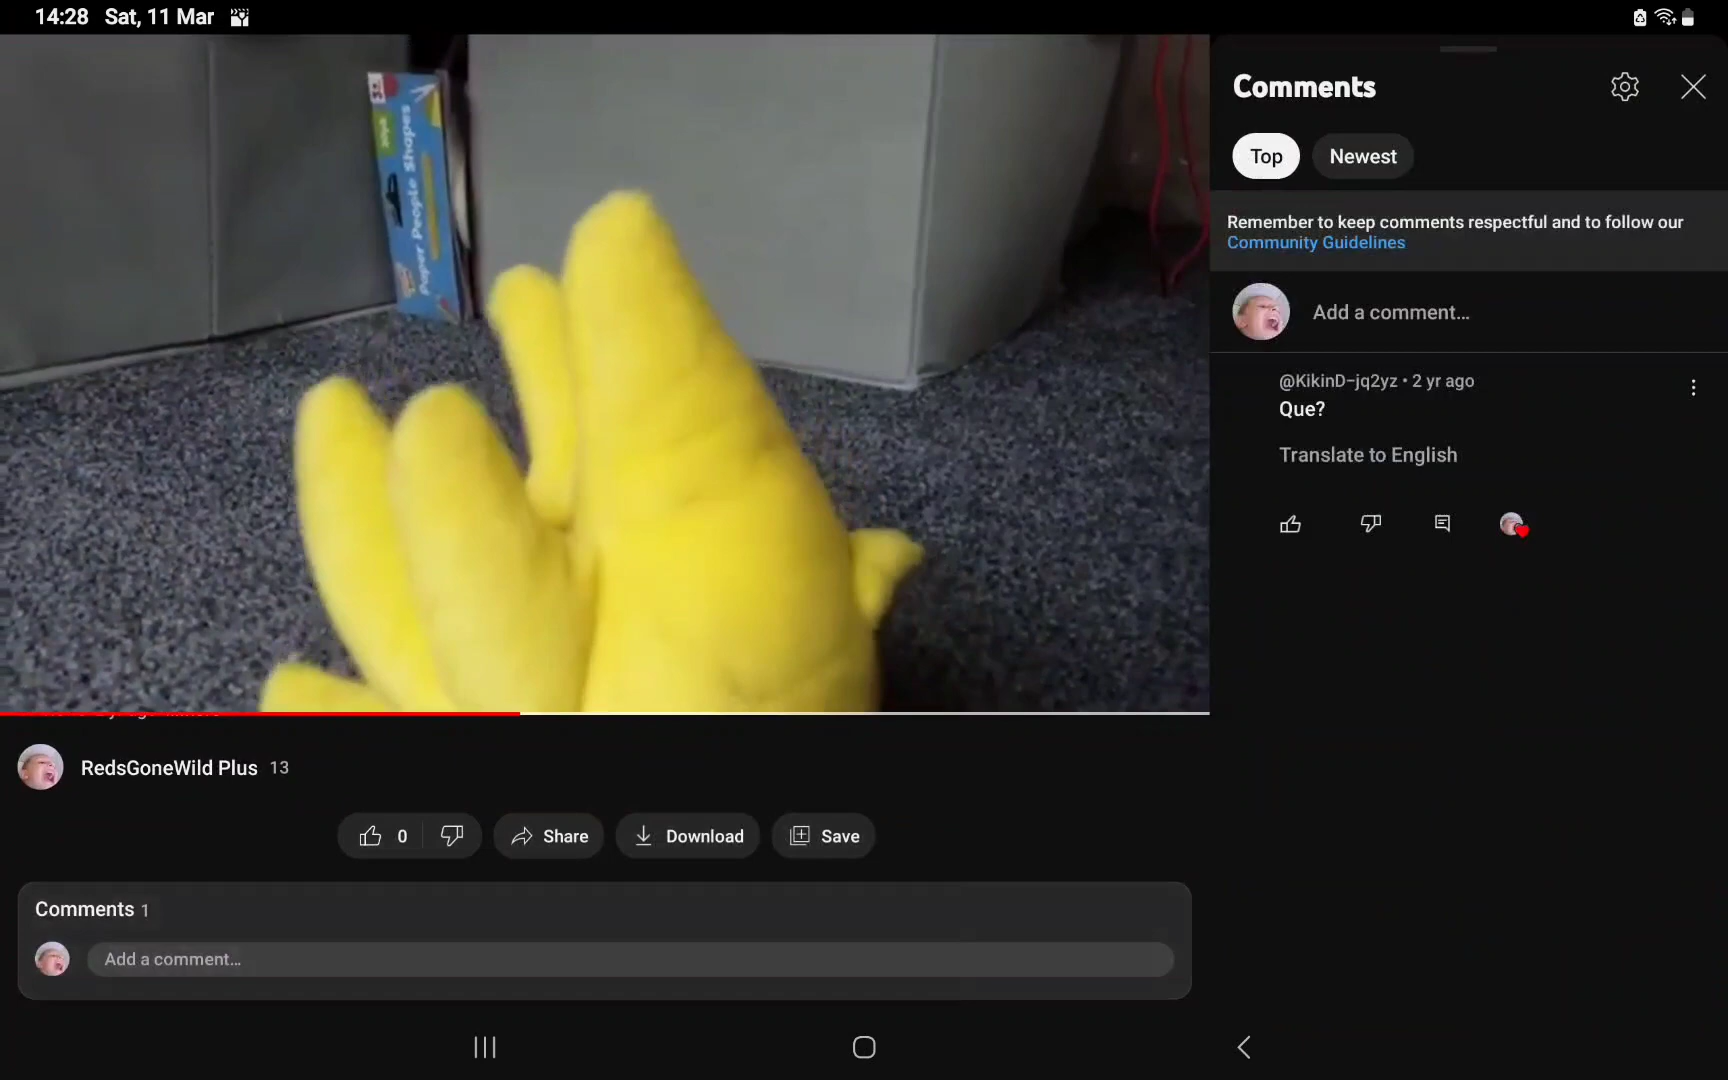 14:28 Sat, 11 Mar
Paper People Shapes
Comments
Top
Newest
Remember to keep comments respectful and to follow our
Community Guidelines
Add a comment...
@KikinD-jq2yz • 2 yr ago
Que?
Translate to English
RedsGoneWild Plus 13
0
Share
Download
Save
Comments 1
Add a comment...